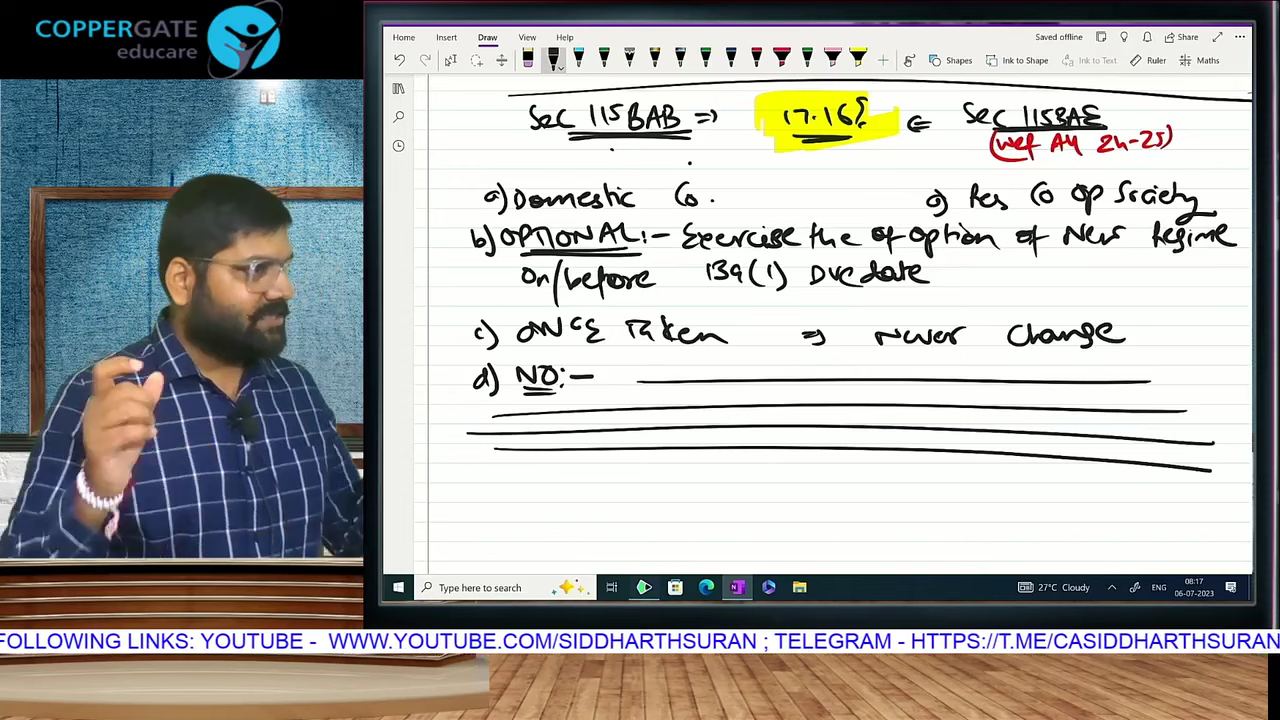 COPPERGATE
educare
Home Insert Draw View Help
Saved offline Share
Shapes Ink to Shape Ink to Text Ruler Maths
Sec 115BAB => 17.16% <= Sec 115BAE
(wef AY 24-25)
a) Domestic Co. a) Res Co Op Society
b) OPTIONAL:- Exercise the of option of New Regime
on/before 139(1) Due date
c) ONCE Taken => Never Change
d) NO:-
Type here to search 27°C Cloudy ENG 08:17
06-07-2023
FOLLOWING LINKS: YOUTUBE - WWW.YOUTUBE.COM/SIDDHARTHSURAN ; TELEGRAM - HTTPS://T.ME/CASIDDHARTHSURAN